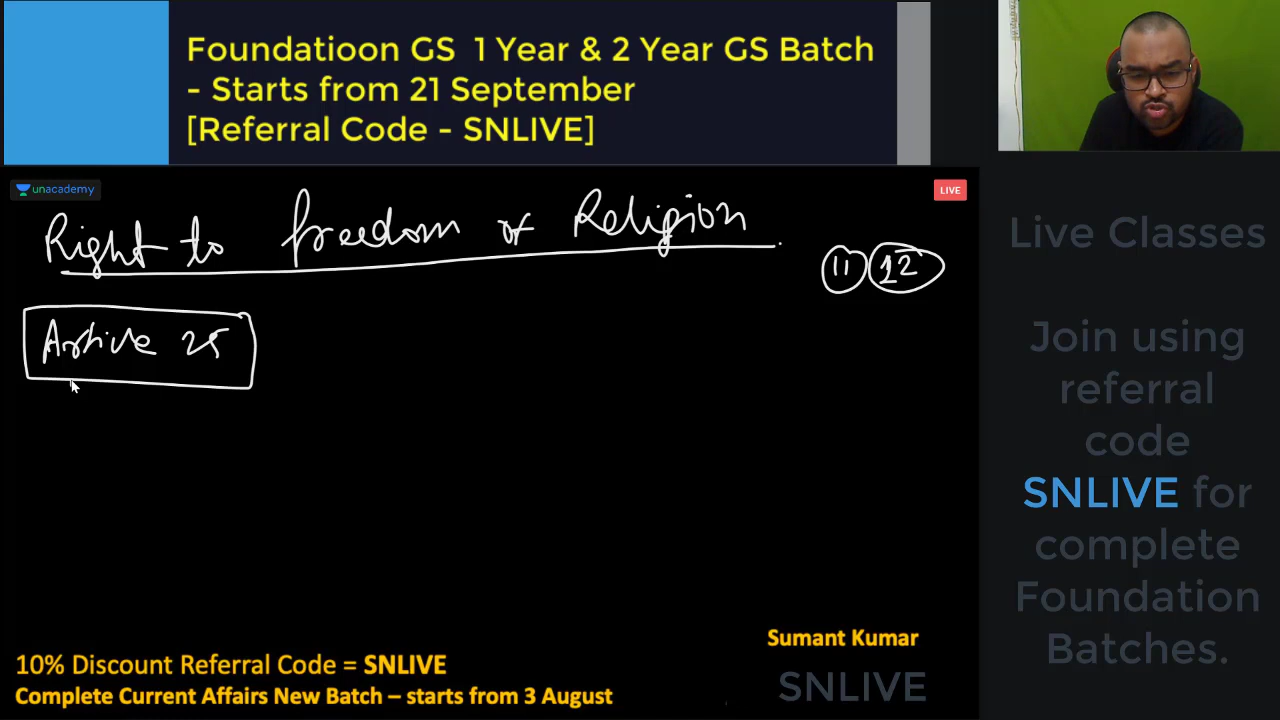 Foundatioon GS 1 Year & 2 Year GS Batch
- Starts from 21 September
[Referral Code - SNLIVE]
unacademy
LIVE
Right to freedom of Religion
11 12
Article 25
Live Classes
Join using
referral
code
SNLIVE for
complete
Foundation
Batches.
Sumant Kumar
SNLIVE
10% Discount Referral Code = SNLIVE
Complete Current Affairs New Batch – starts from 3 August